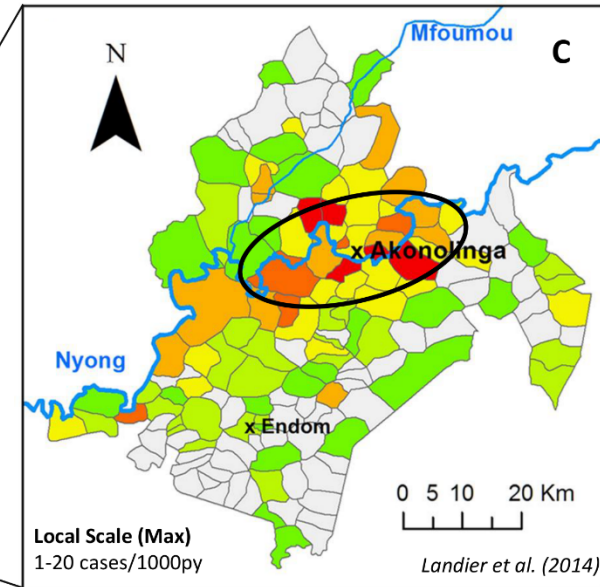 Mfoumou
C
N
x Akonolinga
Nyong
x Endom
0 5 10 20 Km
Local Scale (Max)
1-20 cases/1000py
Landier et al. (2014)